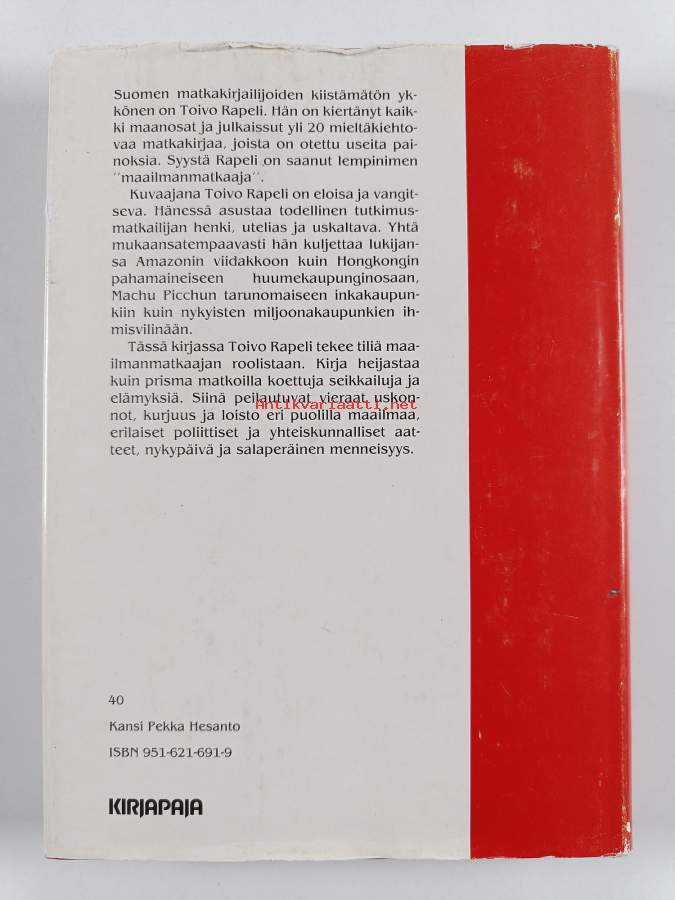 Suomen matkakirjailijoiden kiistämätön yk-
könen on Toivo Rapeli. Hän on kiertänyt kaik-
ki maanosat ja julkaissut yli 20 mieltäkiehto-
vaa matkakirjaa, joista on otettu useita pai-
noksia. Syystä Rapeli on saanut lempinimen
''maailmanmatkaaja''.
Kuvaajana Toivo Rapeli on eloisa ja vangit-
seva. Hänessä asustaa todellinen tutkimus-
matkailijan henki, utelias ja uskaltava. Yhtä
mukaansatempaavasti hän kuljettaa lukijan-
sa Amazonin viidakkoon kuin Hongkongin
pahamaineiseen huumekaupunginosaan,
Machu Picchun tarunomaiseen inkakaupun-
kiin kuin nykyisten miljoonakaupunkien ih-
misvilinään.
Tässä kirjassa Toivo Rapeli tekee tiliä maa-
ilmanmatkaajan roolistaan. Kirja heijastaa
kuin prisma matkoilla koettuja seikkailuja ja
elämyksiä. Siinä peilautuvat vieraat uskon-
Antikvariaatti.net
not, kurjuus ja loisto eri puolilla maailmaa,
erilaiset poliittiset ja yhteiskunnalliset aat-
teet, nykypäivä ja salaperäinen menneisyys.
40
Kansi Pekka Hesanto
ISBN 951-621-691-9
KIRJAPAJA